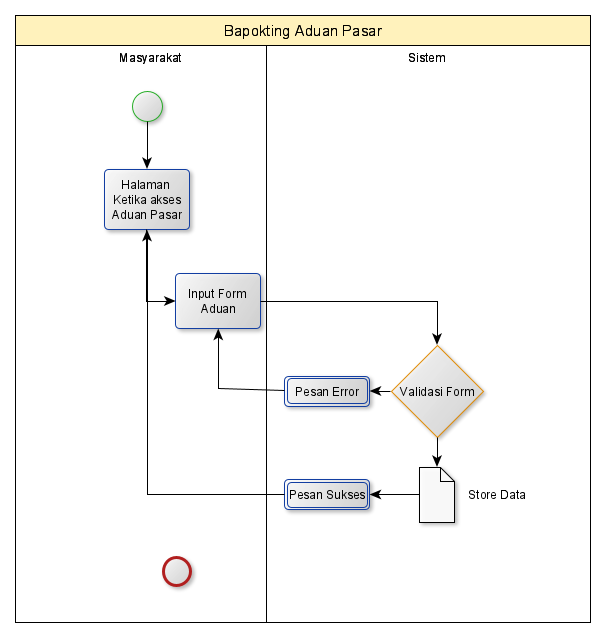 Bapokting Aduan Pasar
Masyarakat
Sistem
Halaman
Ketika akses
Aduan Pasar
Input Form
Aduan
Pesan Error
Validasi Form
Pesan Sukses
Store Data